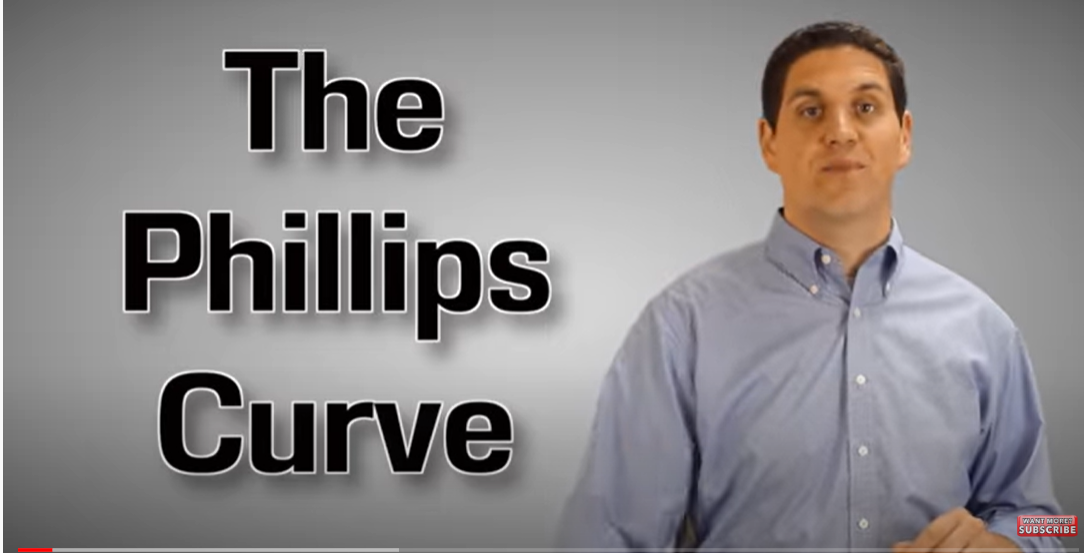 The
Phillips
Curve
WANT MORE?
SUBSCRIBE